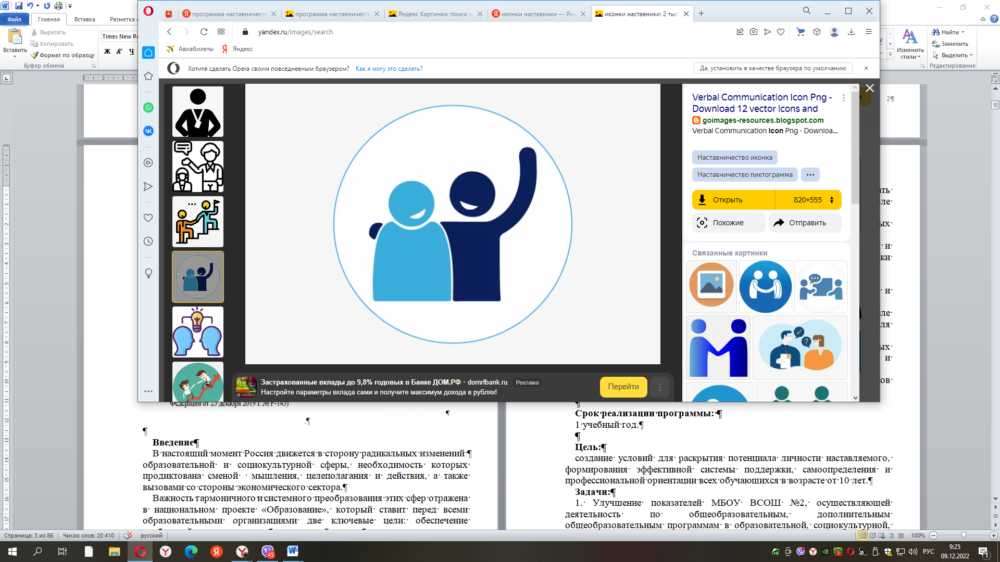 Файл
Главная
Вставка
Разметка с
Вставить
Вырезать
Копировать
Формат по образцу
Буфер обмена
Times New R
Ж К Ч
программа наставничеств
программа наставничеств
Яндекс Картинки: поиск п
иконки наставники — Янд
иконки наставники: 2 тыс
yandex.ru/images/search
Авиабилеты
Яндекс
Хотите сделать Opera своим повседневным браузером? Как я могу это сделать?
Да, установить в качестве браузера по умолчанию
Изменить стили
Найти
Заменить
Выделить
Редактирование
Verbal Communication Icon Png -
Download 12 vector icons and
goimages-resources.blogspot.com
Verbal Communication Icon Png - Downloa...
Наставничество иконка
Наставничество пиктограмма
Открыть 820×555
Похожие
Отправить
Связанные картинки
Застрахованные вклады до 9,8% годовых в Банке ДОМ.РФ · domrfbank.ru Реклама
Настройте параметры вклада сами и получите максимум дохода в рублях!
Перейти
2¶
Федерации от 25 декабря 2019 г. № Р-145)
¶
.¶
¶
Введение¶
В настоящий момент Россия движется в сторону радикальных изменений ¶
образовательной и социокультурной сферы, необходимость которых
продиктована сменой мышления, целеполагания и действия, а также
вызовами со стороны экономического сектора.¶
Важность гармоничного и системного преобразования этих сфер отражена
в национальном проекте «Образование», который ставит перед всеми
образовательными организациями две ключевые цели: обеспечение
¶
Срок реализации программы: ¶
1 учебный год.¶
¶
Цель:¶
создание условий для раскрытия потенциала личности наставляемого,
формирования эффективной системы поддержки, самоопределения и
профессиональной ориентации всех обучающихся в возрасте от 10 лет.¶
Задачи:¶
1. Улучшение показателей МБОУ ВСОШ №2, осуществляющей
деятельность по общеобразовательным, дополнительным
общеобразовательным программам в образовательной, социокультурной,
Страница: 3 из 86
Число слов: 20 410
русский
100%
45
РУС
9:25
09.12.2022
1